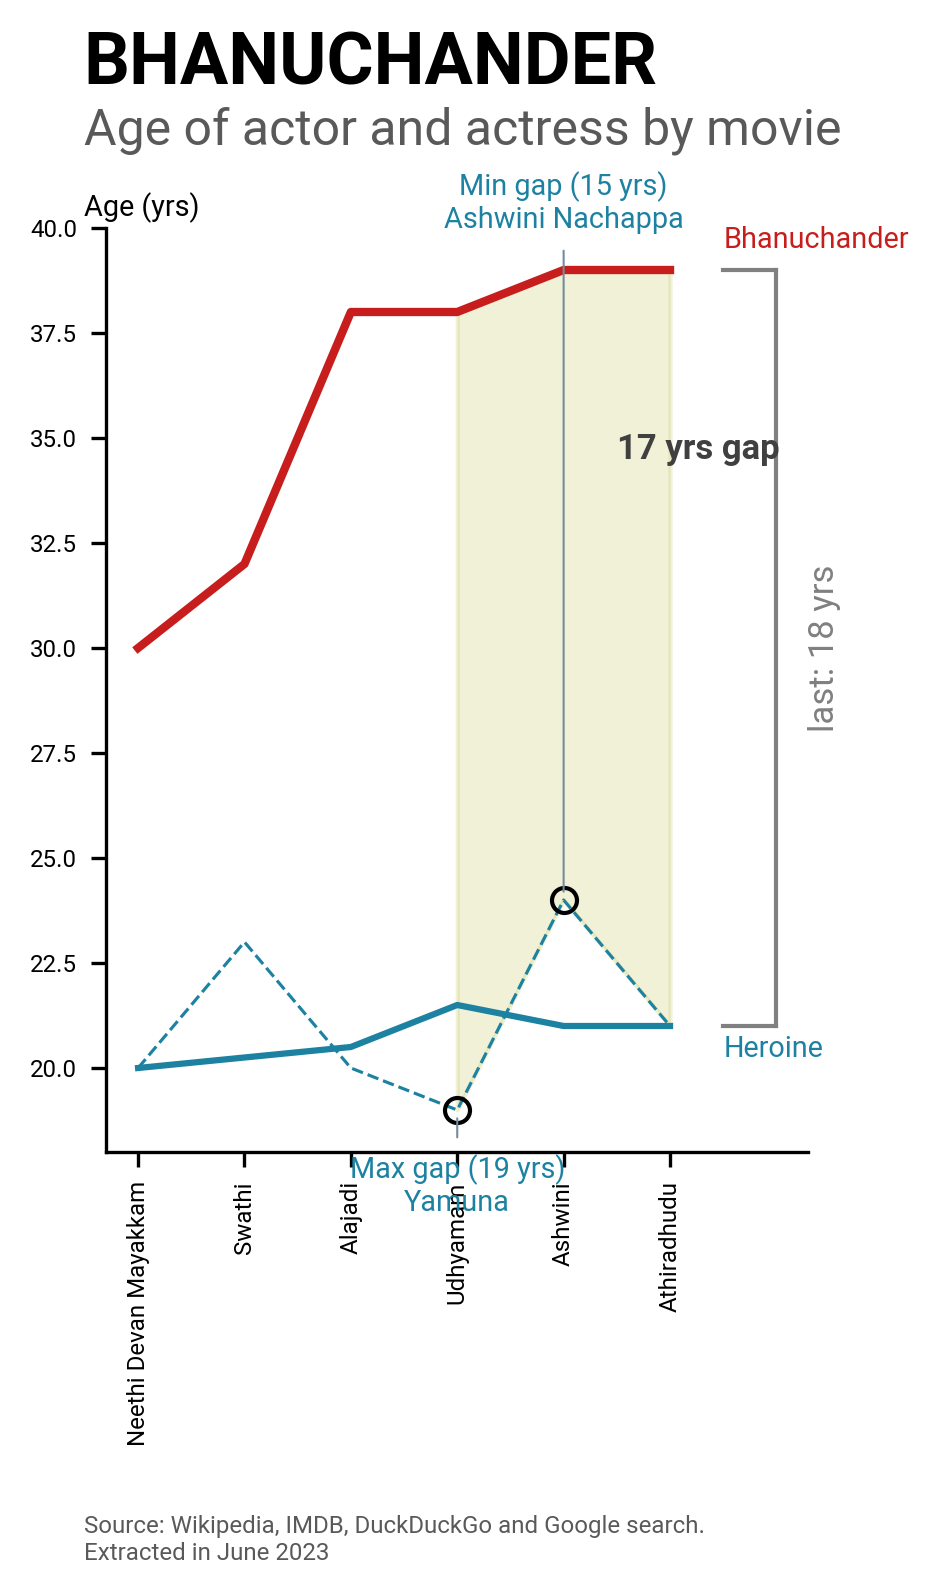 BHANUCHANDER
Age of actor and actress by movie
Min gap (15 yrs)
Ashwini Nachappa
Age (yrs)
Bhanuchander
40.0
37.5
35.0
32.5
30.0
27.5
25.0
22.5
20.0
17 yrs gap
last: 18 yrs
Heroine
Max gap (19 yrs)
Yamuna
Neethi Devan Mayakkam
Swathi
Alajadi
Udhyamam
Ashwini
Athiradhudu
Source: Wikipedia, IMDB, DuckDuckGo and Google search.
Extracted in June 2023